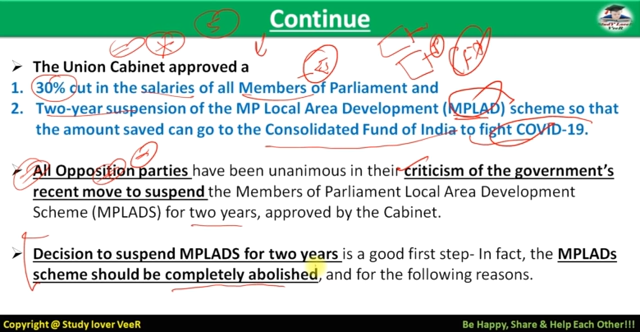 Continue
➢ The Union Cabinet approved a
1. 30% cut in the salaries of all Members of Parliament and
2. Two-year suspension of the MP Local Area Development (MPLAD) scheme so that
the amount saved can go to the Consolidated Fund of India to fight COVID-19.
➢ All Opposition parties have been unanimous in their criticism of the government's
recent move to suspend the Members of Parliament Local Area Development
Scheme (MPLADS) for two years, approved by the Cabinet.
➢ Decision to suspend MPLADS for two years is a good first step- In fact, the MPLADs
scheme should be completely abolished, and for the following reasons.
Copyright @ Study lover VeeR
Be Happy, Share & Help Each Other!!!